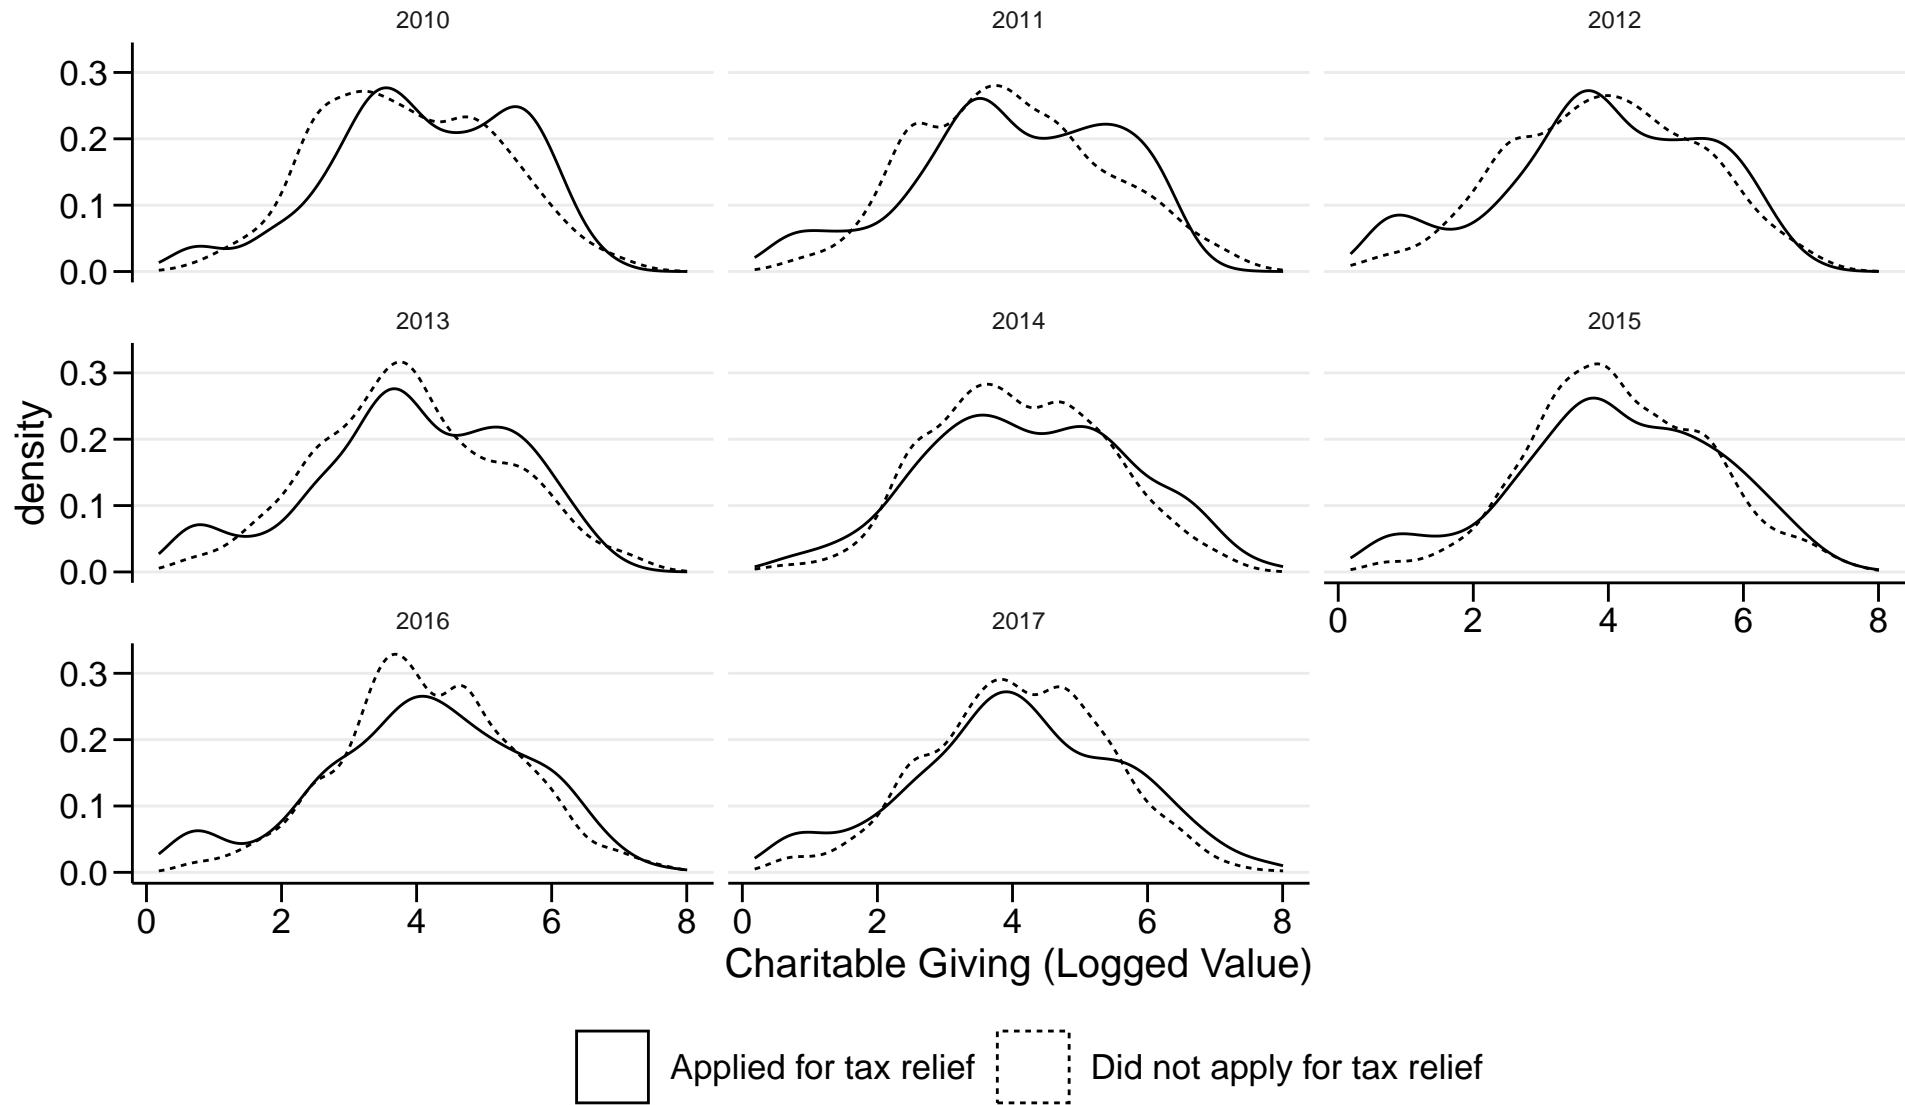 2010 2011 2012
0.3
0.2
0.1
0.0
2013 2014 2015
0.3
0.2
0.1
0.0
density
0 2 4 6 8
2016 2017
0.3
0.2
0.1
0.0
0 2 4 6 8 0 2 4 6 8
Charitable Giving (Logged Value)
Applied for tax relief Did not apply for tax relief